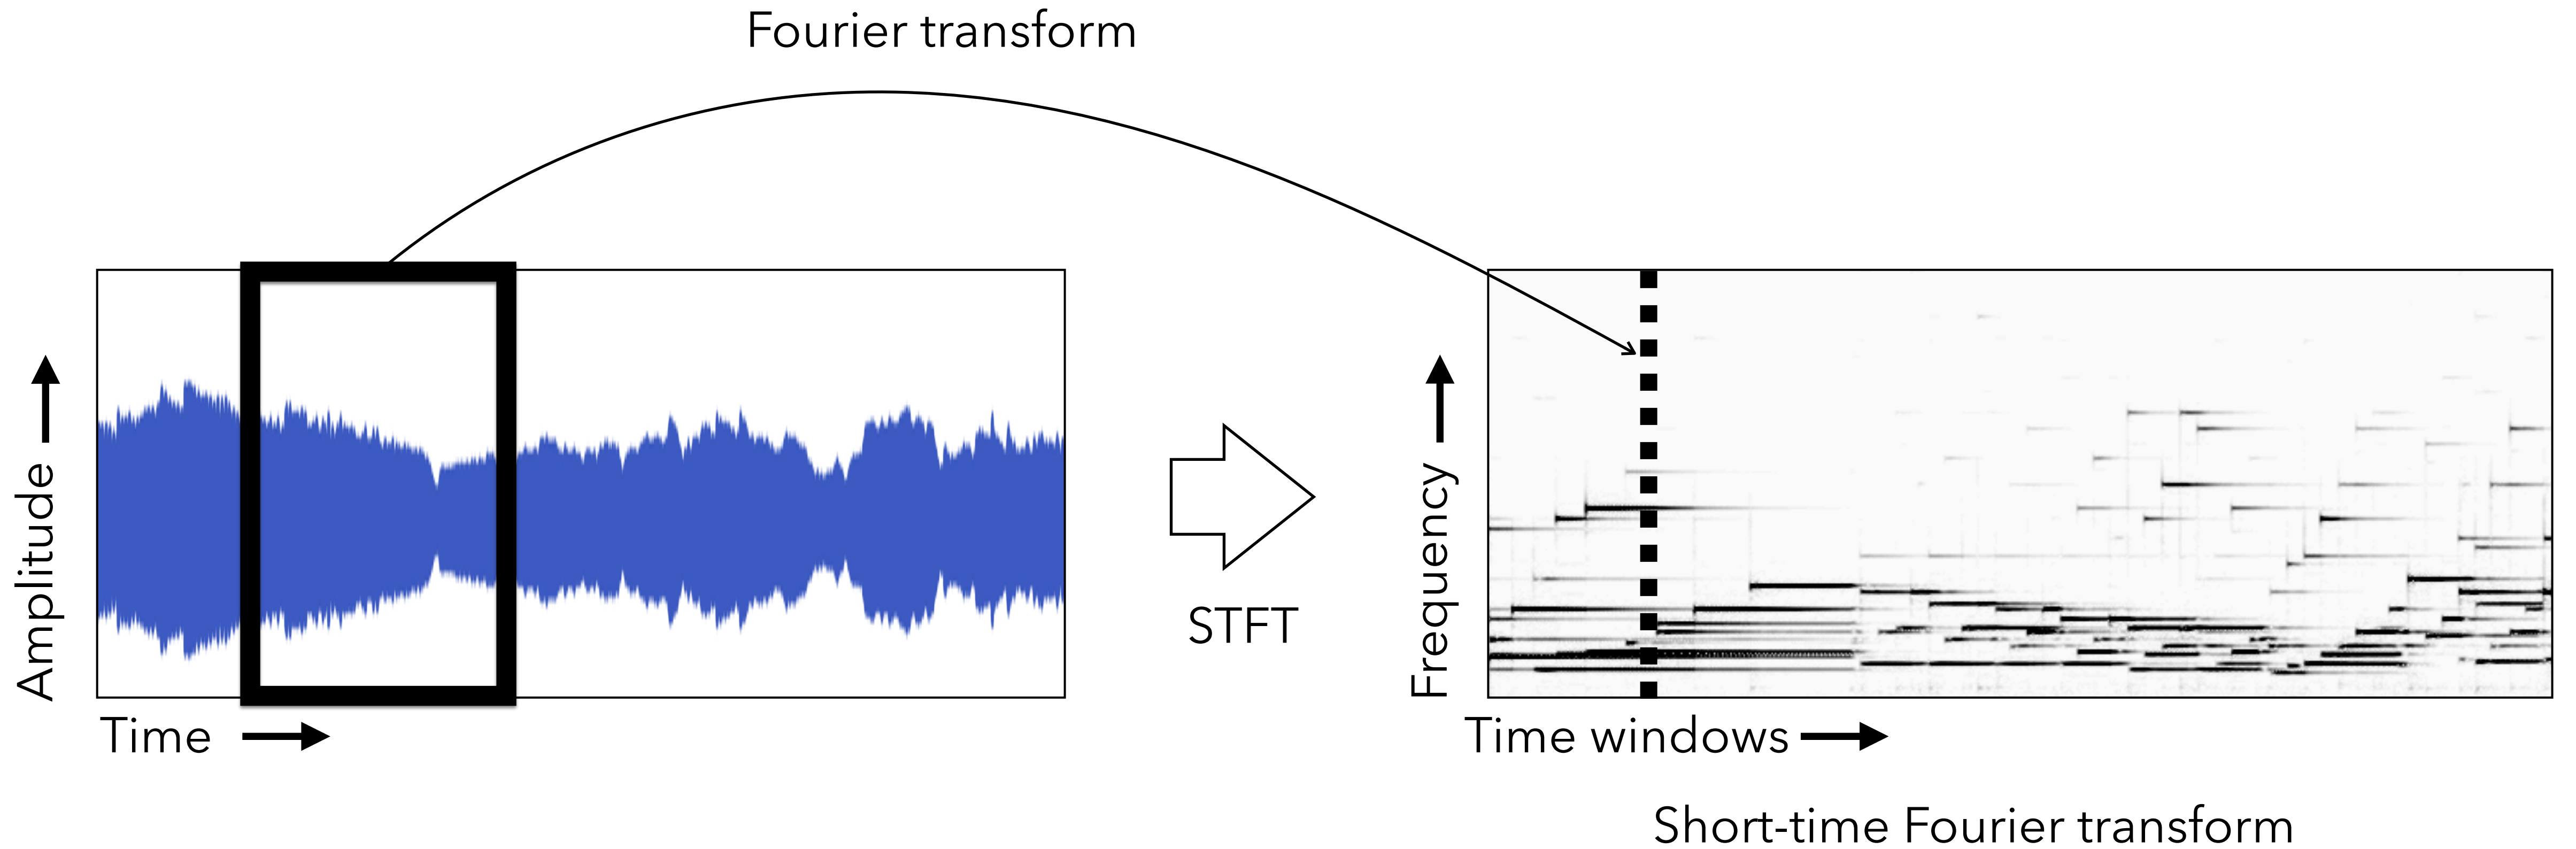 Fourier transform
Amplitude
Time
STFT
Frequency
Time windows
Short-time Fourier transform